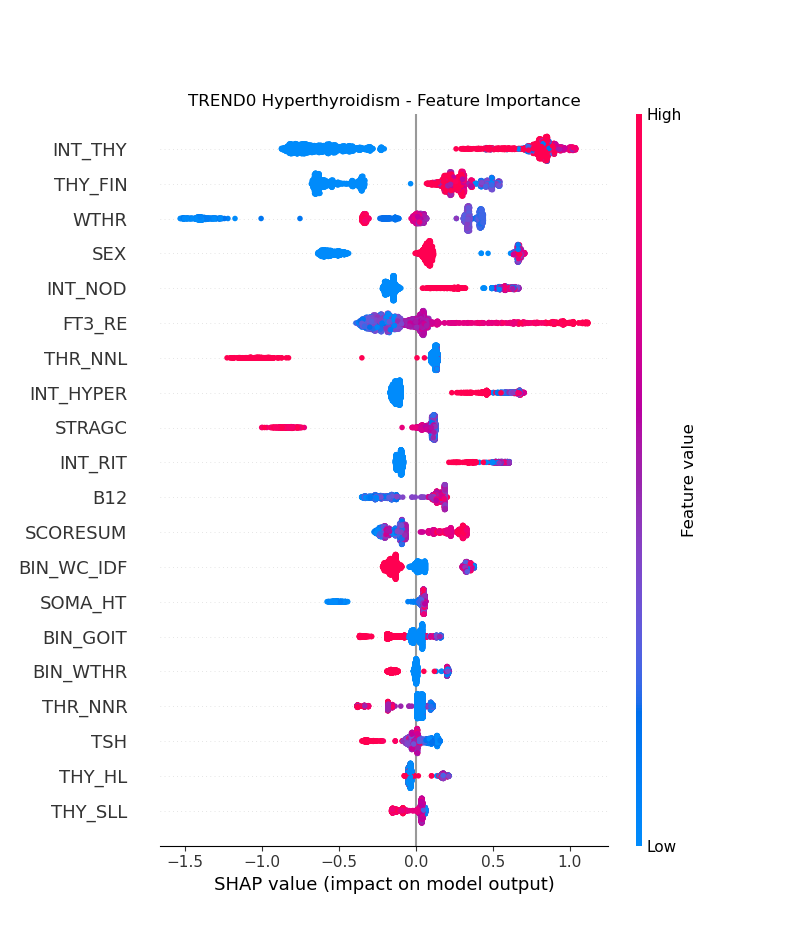 TREND0 Hyperthyroidism - Feature Importance
High
INT_THY
THY_FIN
WTHR
SEX
INT_NOD
FT3_RE
THR_NNL
INT_HYPER
STRAGC
INT_RIT
B12
SCORESUM
BIN_WC_IDF
SOMA_HT
BIN_GOIT
BIN_WTHR
THR_NNR
TSH
THY_HL
THY_SLL
Feature value
Low
−1.5 −1.0 −0.5 0.0 0.5 1.0
SHAP value (impact on model output)